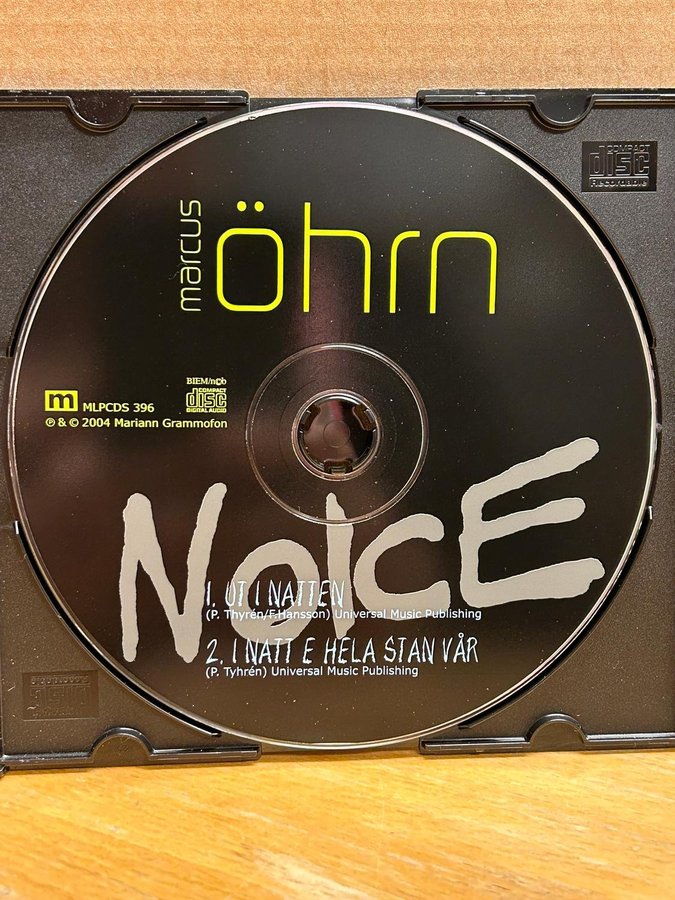 COMPACT
disc
Recordable
marcus
öhrn
BIEM/n©b
COMPACT
disc
DIGITAL AUDIO
m MLPCDS 396
℗ & © 2004 Mariann Grammofon
NOICE
1. UT I NATTEN
(P. Thyrén/F.Hansson) Universal Music Publishing
2. I NATT E HELA STAN VÅR
(P. Tyhrén) Universal Music Publishing